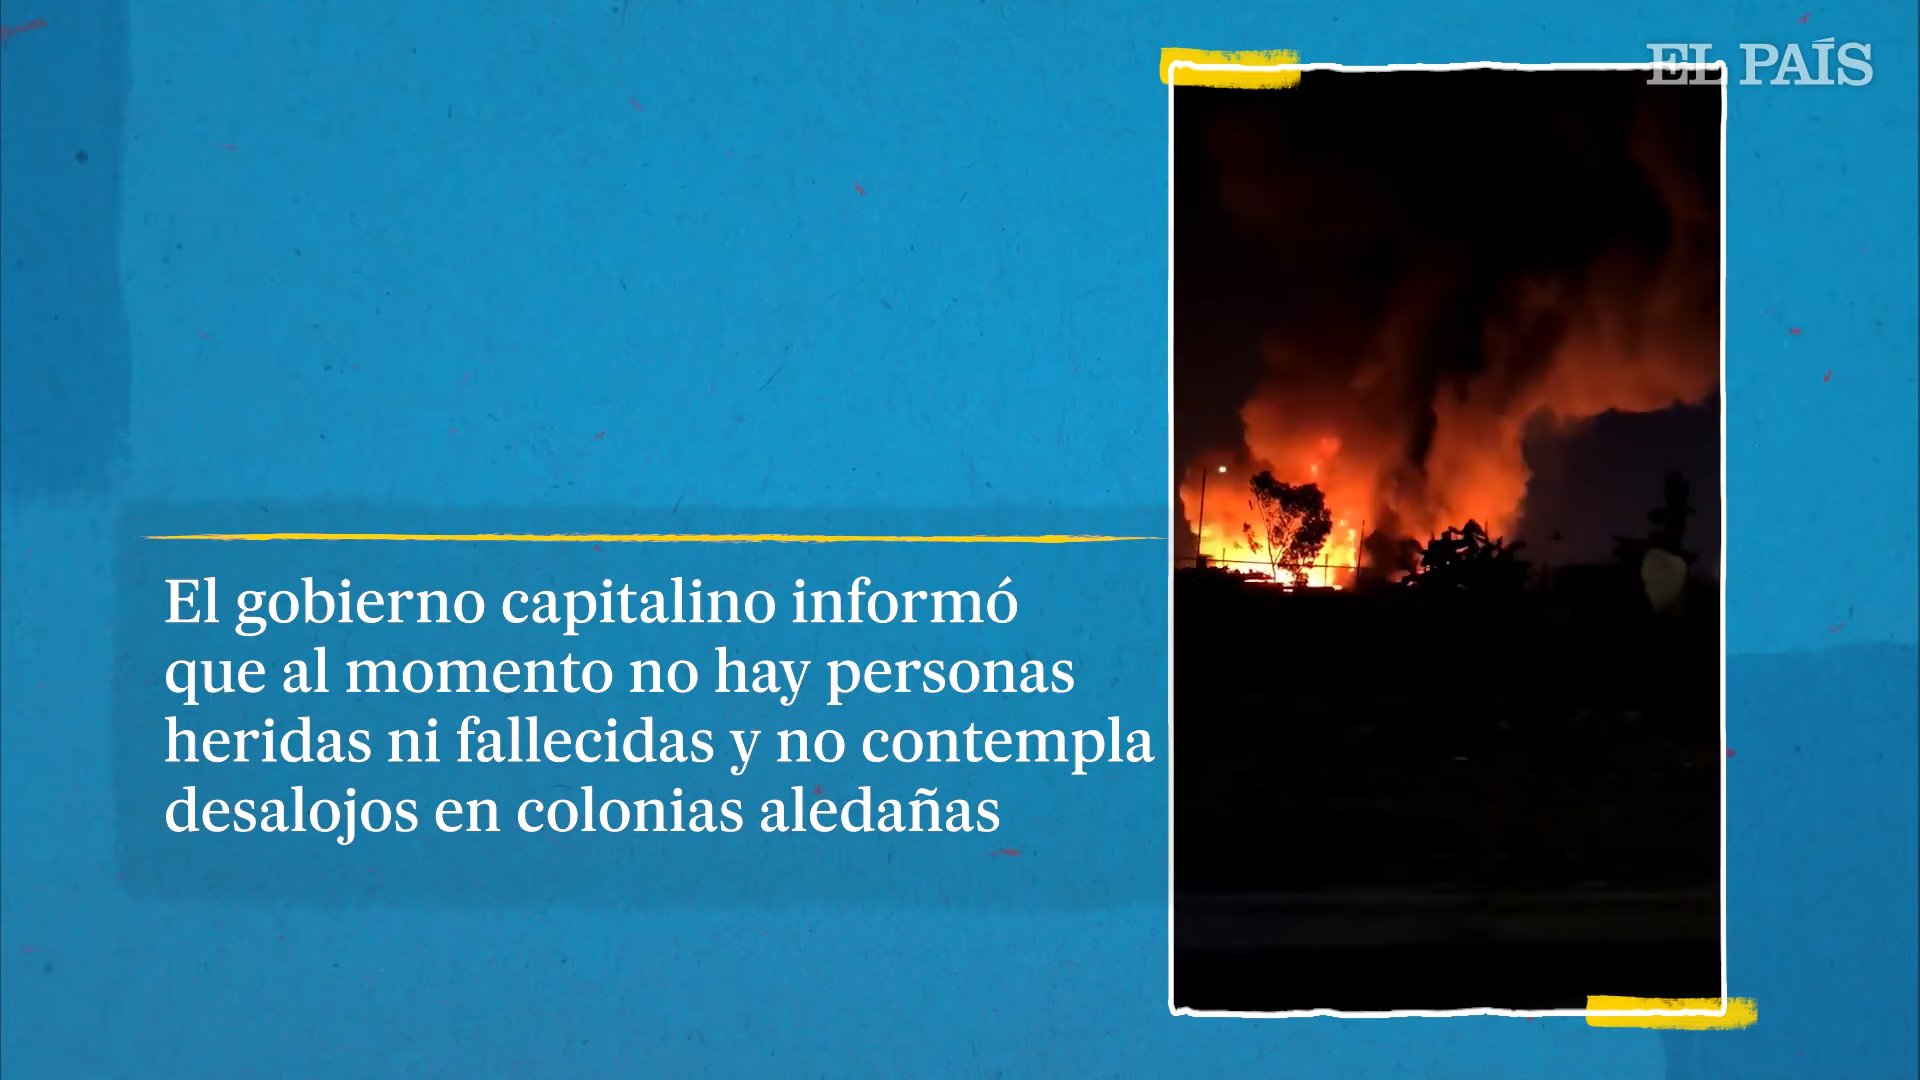 EL PAÍS
El gobierno capitalino informó
que al momento no hay personas
heridas ni fallecidas y no contempla
desalojos en colonias aledañas